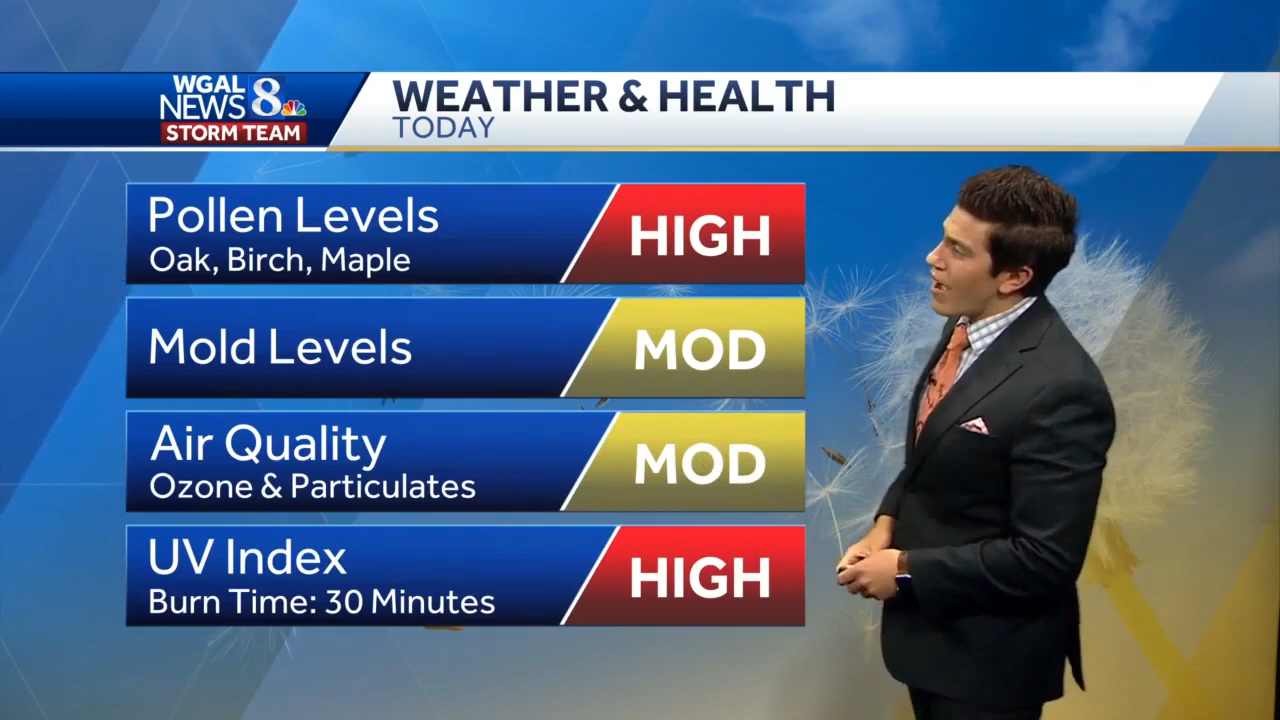 WGAL
NEWS 8
STORM TEAM
WEATHER & HEALTH
TODAY
Pollen Levels
Oak, Birch, Maple
HIGH
Mold Levels
MOD
Air Quality
Ozone & Particulates
MOD
UV Index
Burn Time: 30 Minutes
HIGH